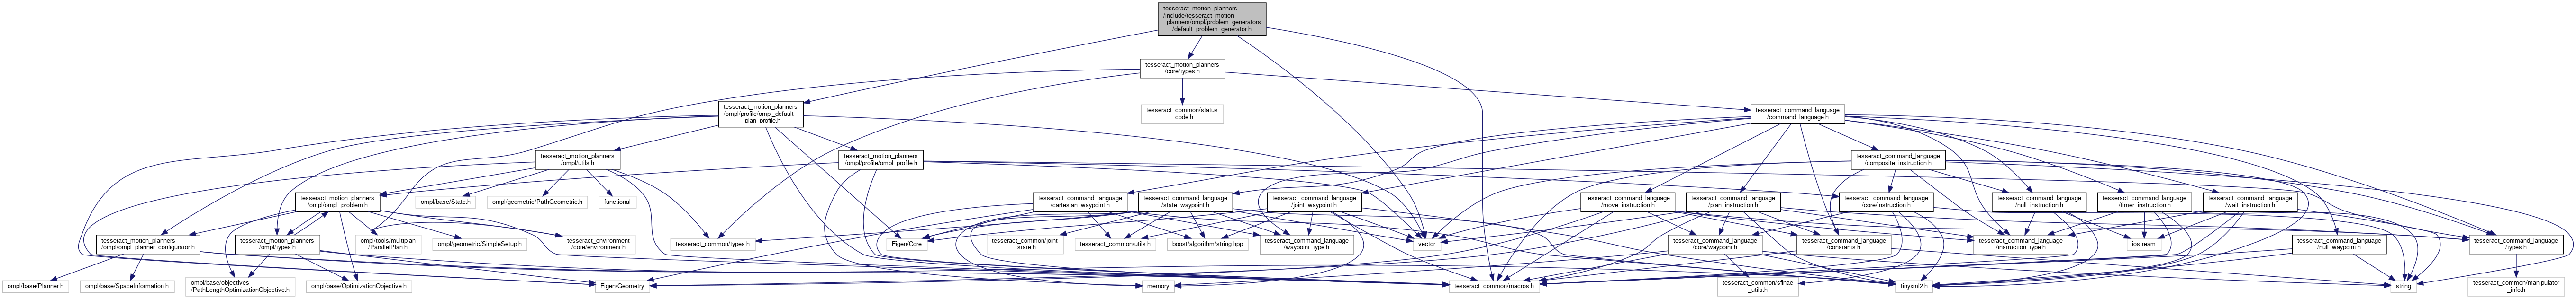 tesseract_motion_planners
/include/tesseract_motion
_planners/ompl/problem_generators
/default_problem_generator.h
tesseract_motion_planners
/core/types.h
tesseract_motion_planners
/ompl/profile/ompl_default
_plan_profile.h
tesseract_common/status
_code.h
tesseract_command_language
/command_language.h
tesseract_motion_planners
/ompl/utils.h
tesseract_motion_planners
/ompl/profile/ompl_profile.h
tesseract_command_language
/composite_instruction.h
tesseract_motion_planners
/ompl/ompl_problem.h
ompl/base/State.h
ompl/geometric/PathGeometric.h
functional
tesseract_command_language
/cartesian_waypoint.h
tesseract_command_language
/state_waypoint.h
tesseract_command_language
/joint_waypoint.h
tesseract_command_language
/move_instruction.h
tesseract_command_language
/plan_instruction.h
tesseract_command_language
/core/instruction.h
tesseract_command_language
/null_instruction.h
tesseract_command_language
/timer_instruction.h
tesseract_command_language
/wait_instruction.h
tesseract_motion_planners
/ompl/ompl_planner_configurator.h
tesseract_motion_planners
/ompl/types.h
ompl/tools/multiplan
/ParallelPlan.h
ompl/geometric/SimpleSetup.h
tesseract_environment
/core/environment.h
tesseract_common/types.h
Eigen/Core
tesseract_common/joint
_state.h
tesseract_common/utils.h
boost/algorithm/string.hpp
tesseract_command_language
/waypoint_type.h
vector
tesseract_command_language
/core/waypoint.h
tesseract_command_language
/constants.h
tesseract_command_language
/instruction_type.h
iostream
tesseract_command_language
/null_waypoint.h
tesseract_command_language
/types.h
ompl/base/Planner.h
ompl/base/SpaceInformation.h
ompl/base/objectives
/PathLengthOptimizationObjective.h
ompl/base/OptimizationObjective.h
Eigen/Geometry
memory
tesseract_common/macros.h
tesseract_common/sfinae
_utils.h
tinyxml2.h
string
tesseract_common/manipulator
_info.h